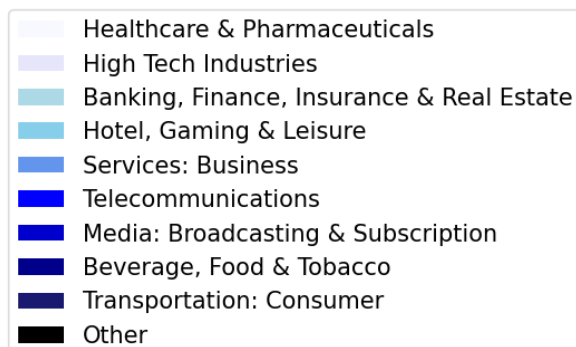 Healthcare & Pharmaceuticals
High Tech Industries
Banking, Finance, Insurance & Real Estate
Hotel, Gaming & Leisure
Services: Business
Telecommunications
Media: Broadcasting & Subscription
Beverage, Food & Tobacco
Transportation: Consumer
Other